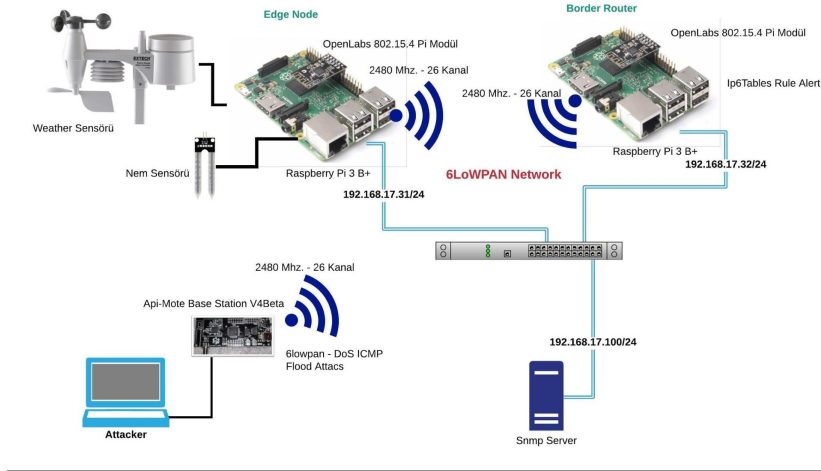 Edge Node
Border Router
OpenLabs 802.15.4 Pi Modül
OpenLabs 802.15.4 Pi Modül
2480 Mhz. - 26 Kanal
2480 Mhz. - 26 Kanal
Ip6Tables Rule Alert
EXTECH
Weather Sensörü
Nem Sensörü
Raspberry Pi 3 B+
Raspberry Pi 3 B+
6LoWPAN Network
192.168.17.32/24
192.168.17.31/24
2480 Mhz. - 26 Kanal
Api-Mote Base Station V4Beta
6lowpan - DoS ICMP
Flood Attacs
192.168.17.100/24
Attacker
Snmp Server